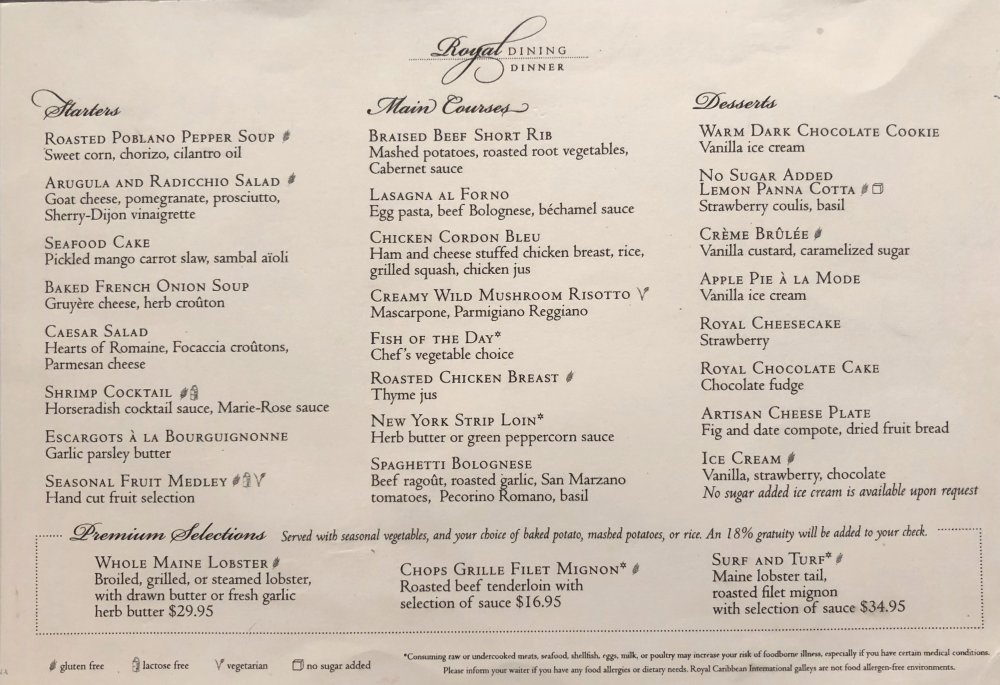 Royal DINING
DINNER
Starters
ROASTED POBLANO PEPPER SOUP
Sweet corn, chorizo, cilantro oil
ARUGULA AND RADICCHIO SALAD
Goat cheese, pomegranate, prosciutto,
Sherry-Dijon vinaigrette
SEAFOOD CAKE
Pickled mango carrot slaw, sambal aïoli
BAKED FRENCH ONION SOUP
Gruyère cheese, herb croûton
CAESAR SALAD
Hearts of Romaine, Focaccia croûtons,
Parmesan cheese
SHRIMP COCKTAIL
Horseradish cocktail sauce, Marie-Rose sauce
ESCARGOTS À LA BOURGUIGNONNE
Garlic parsley butter
SEASONAL FRUIT MEDLEY
Hand cut fruit selection
Main Courses
BRAISED BEEF SHORT RIB
Mashed potatoes, roasted root vegetables,
Cabernet sauce
LASAGNA AL FORNO
Egg pasta, beef Bolognese, béchamel sauce
CHICKEN CORDON BLEU
Ham and cheese stuffed chicken breast, rice,
grilled squash, chicken jus
CREAMY WILD MUSHROOM RISOTTO
Mascarpone, Parmigiano Reggiano
FISH OF THE DAY*
Chef's vegetable choice
ROASTED CHICKEN BREAST
Thyme jus
NEW YORK STRIP LOIN*
Herb butter or green peppercorn sauce
SPAGHETTI BOLOGNESE
Beef ragoût, roasted garlic, San Marzano
tomatoes, Pecorino Romano, basil
Desserts
WARM DARK CHOCOLATE COOKIE
Vanilla ice cream
NO SUGAR ADDED
LEMON PANNA COTTA
Strawberry coulis, basil
CRÈME BRÛLÉE
Vanilla custard, caramelized sugar
APPLE PIE À LA MODE
Vanilla ice cream
ROYAL CHEESECAKE
Strawberry
ROYAL CHOCOLATE CAKE
Chocolate fudge
ARTISAN CHEESE PLATE
Fig and date compote, dried fruit bread
ICE CREAM
Vanilla, strawberry, chocolate
No sugar added ice cream is available upon request
Premium Selections Served with seasonal vegetables, and your choice of baked potato, mashed potatoes, or rice. An 18% gratuity will be added to your check.
WHOLE MAINE LOBSTER
Broiled, grilled, or steamed lobster,
with drawn butter or fresh garlic
herb butter $29.95
CHOPS GRILLE FILET MIGNON*
Roasted beef tenderloin with
selection of sauce $16.95
SURF AND TURF*
Maine lobster tail,
roasted filet mignon
with selection of sauce $34.95
gluten free lactose free vegetarian no sugar added
*Consuming raw or undercooked meats, seafood, shellfish, eggs, milk, or poultry may increase your risk of foodborne illness, especially if you have certain medical conditions.
Please inform your waiter if you have any food allergies or dietary needs. Royal Caribbean International galleys are not food allergen-free environments.